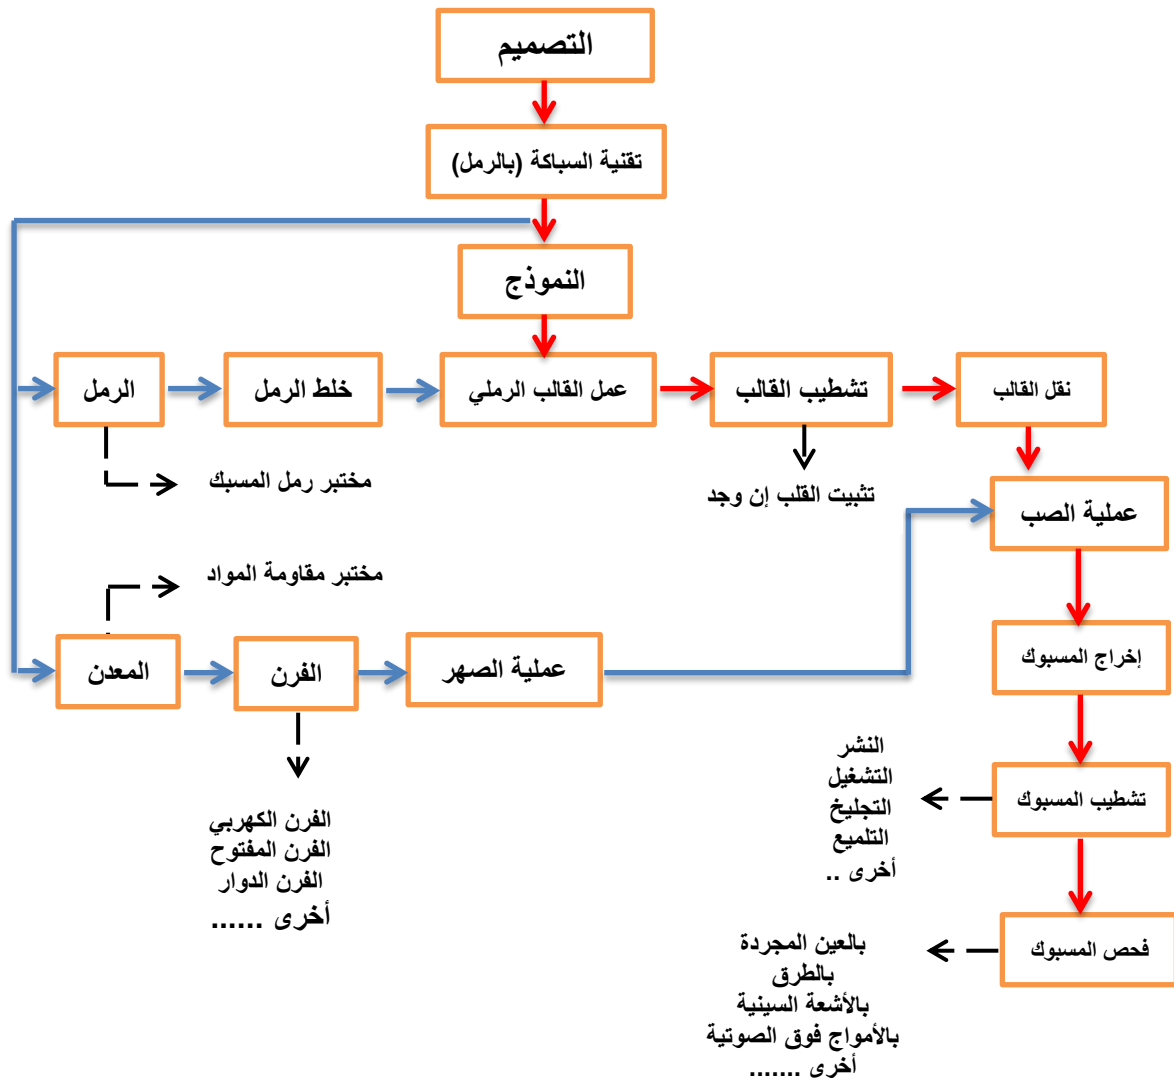 التصميم
تقنية السباكة (بالرمل)
النموذج
الرمل
خلط الرمل
عمل القالب الرملي
تشطيب القالب
نقل القالب
مختبر رمل المسبك
تثبيت القلب إن وجد
عملية الصب
مختبر مقاومة المواد
المعدن
الفرن
عملية الصهر
إخراج المسبوك
النشر
التشغيل
التجليخ
التلميع
أخرى ..
تشطيب المسبوك
الفرن الكهربي
الفرن المفتوح
الفرن الدوار
أخرى ......
فحص المسبوك
بالعين المجردة
بالطرق
بالأشعة السينية
بالأمواج فوق الصوتية
أخرى .......